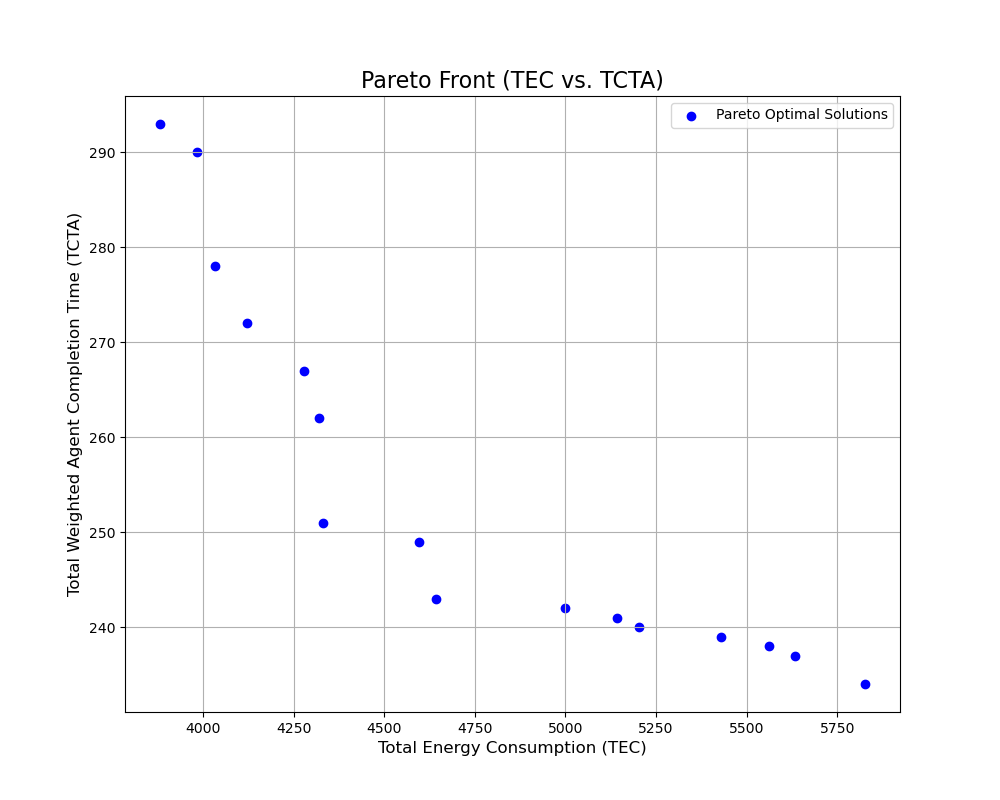 Pareto Front (TEC vs. TCTA)
Pareto Optimal Solutions
Total Weighted Agent Completion Time (TCTA)
290
280
270
260
250
240
4000 4250 4500 4750 5000 5250 5500 5750
Total Energy Consumption (TEC)